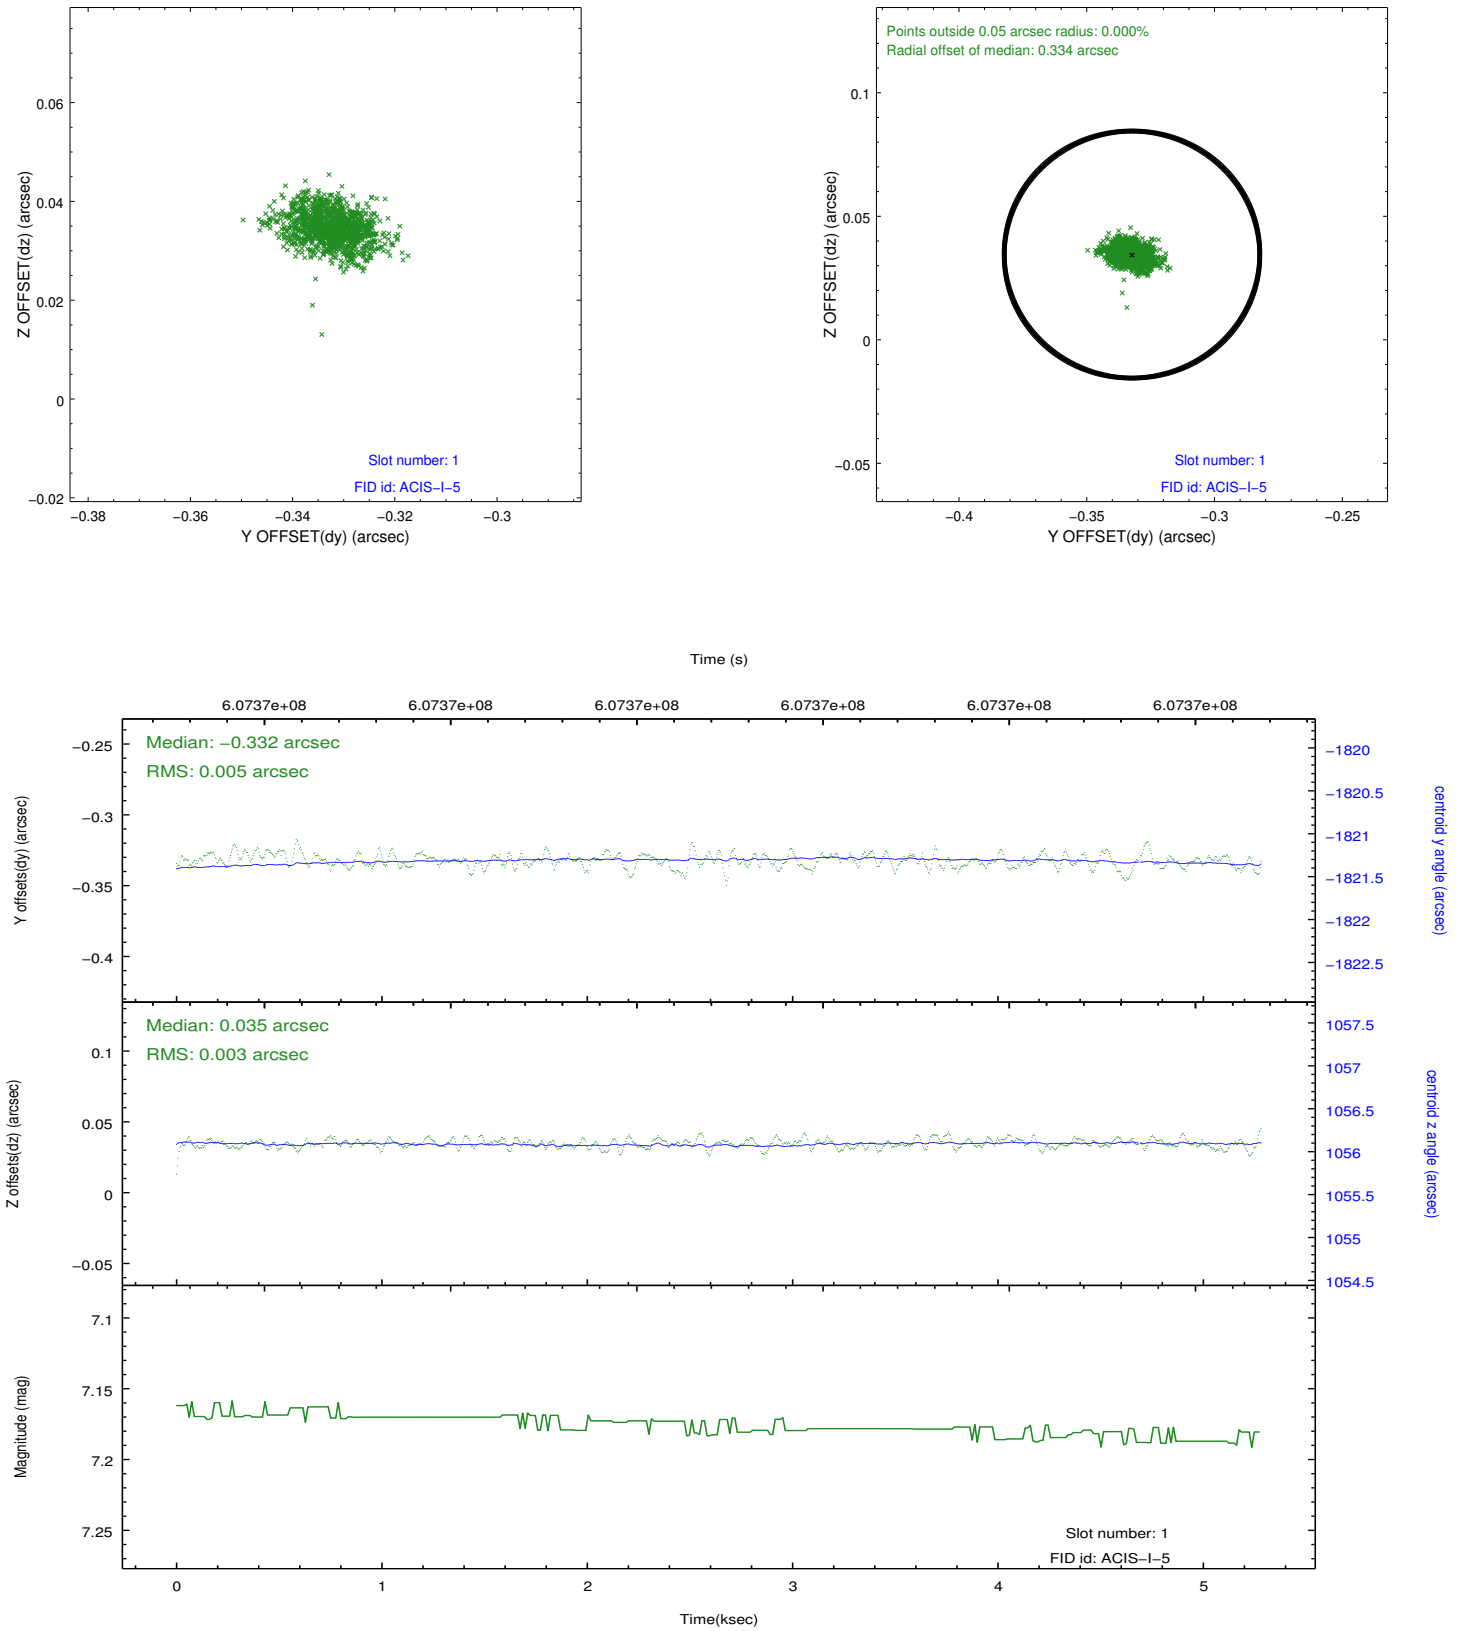 0.06
0.04
0.02
0
−0.02
Z OFFSET(dz) (arcsec)
Slot number: 1
FID id: ACIS−I−5
−0.38
−0.36
−0.34
−0.32
−0.3
Y OFFSET(dy) (arcsec)
Points outside 0.05 arcsec radius: 0.000%
Radial offset of median: 0.334 arcsec
0.1
0.05
0
−0.05
Z OFFSET(dz) (arcsec)
Slot number: 1
FID id: ACIS−I−5
−0.4
−0.35
−0.3
−0.25
Y OFFSET(dy) (arcsec)
Time (s)
6.0737e+08
6.0737e+08
6.0737e+08
6.0737e+08
6.0737e+08
6.0737e+08
Median: −0.332 arcsec
RMS: 0.005 arcsec
−0.25
−0.3
−0.35
−0.4
Y offsets(dy) (arcsec)
−1820
−1820.5
−1821
−1821.5
−1822
−1822.5
centroid y angle (arcsec)
Median: 0.035 arcsec
RMS: 0.003 arcsec
0.1
0.05
0
−0.05
Z offsets(dz) (arcsec)
1057.5
1057
1056.5
1056
1055.5
1055
1054.5
centroid z angle (arcsec)
7.1
7.15
7.2
7.25
Magnitude (mag)
Slot number: 1
FID id: ACIS−I−5
0
1
2
3
4
5
Time(ksec)